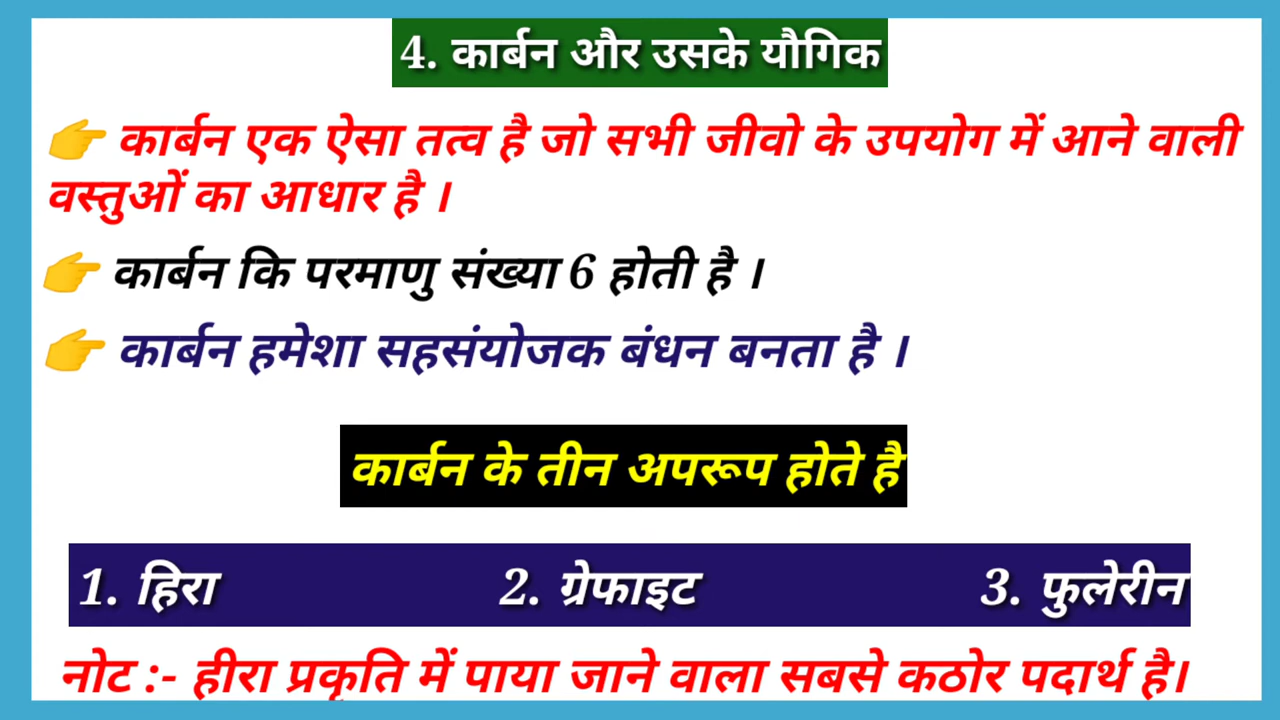 4. कार्बन और उसके यौगिक
👉 कार्बन एक ऐसा तत्व है जो सभी जीवो के उपयोग में आने वाली
वस्तुओं का आधार है ।
👉 कार्बन कि परमाणु संख्या 6 होती है ।
👉 कार्बन हमेशा सहसंयोजक बंधन बनता है ।
कार्बन के तीन अपरूप होते है
1. हिरा 2. ग्रेफाइट 3. फुलेरीन
नोट :- हीरा प्रकृति में पाया जाने वाला सबसे कठोर पदार्थ है।